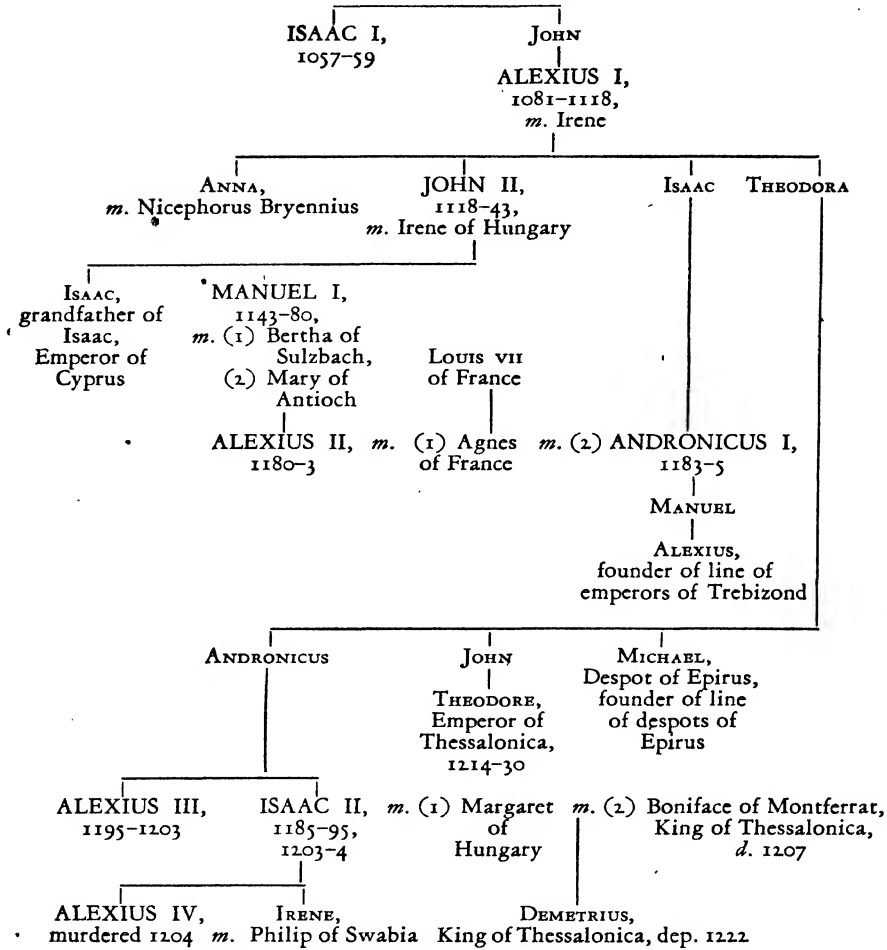 ISAAC I,
1057–59
John
ALEXIUS I,
1081–1118,
m. Irene
Anna,
m. Nicephorus Bryennius
JOHN II,
1118–43,
m. Irene of Hungary
Isaac
Theodora
Isaac,
grandfather of
Isaac,
Emperor of
Cyprus
MANUEL I,
1143–80,
m. (1) Bertha of
Sulzbach,
(2) Mary of
Antioch
Louis VII
of France
ALEXIUS II, m. (1) Agnes m. (2) ANDRONICUS I,
1180–3 of France 1183–5
Manuel
Alexius,
founder of line of
emperors of Trebizond
Andronicus
John
Theodore,
Emperor of
Thessalonica,
1214–30
Michael,
Despot of Epirus,
founder of line
of despots of
Epirus
ALEXIUS III,
1195–1203
ISAAC II, m. (1) Margaret m. (2) Boniface of Montferrat,
1185–95, of King of Thessalonica,
1203–4 Hungary d. 1207
ALEXIUS IV, Irene, Demetrius,
murdered 1204 m. Philip of Swabia King of Thessalonica, dep. 1222